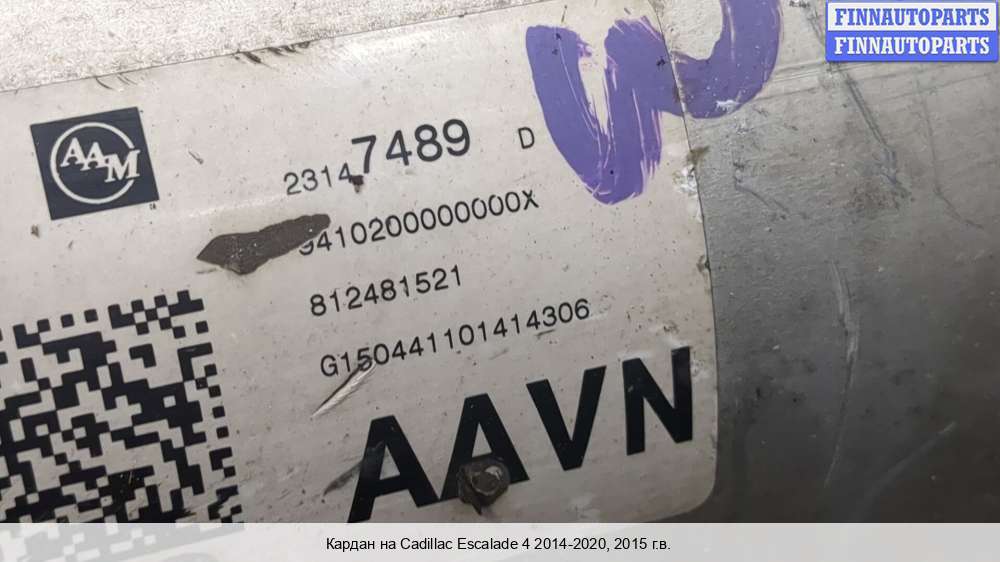 FINNAUTOPARTS
FINNAUTOPARTS
AAM
23147489 D
9410200000000X
812481521
G150441101414306
AAVN
Кардан на Cadillac Escalade 4 2014-2020, 2015 г.в.